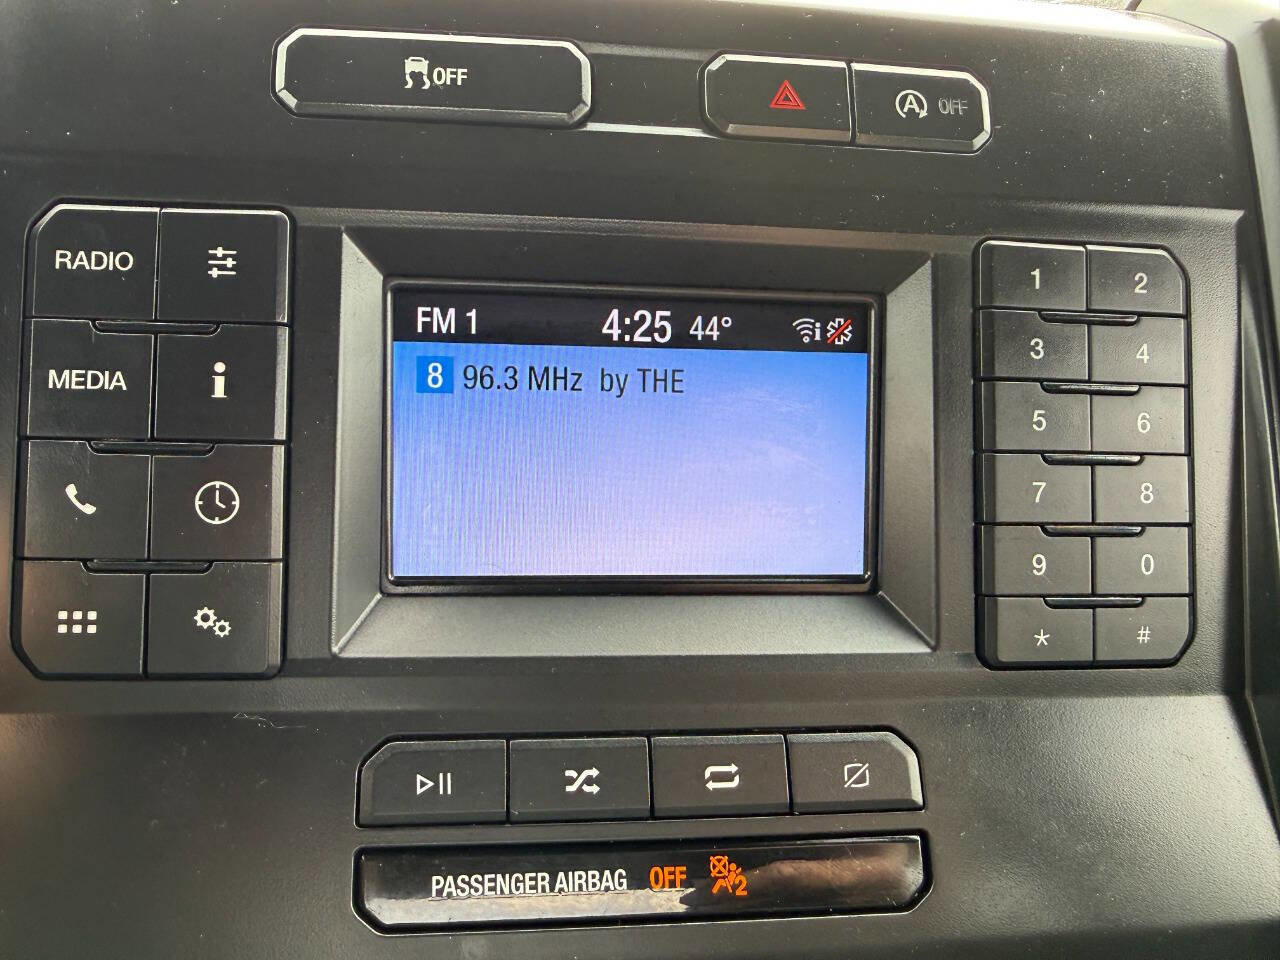 OFF
A OFF
RADIO
MEDIA
i
FM 1 4:25 44° i
8 96.3 MHz by THE
1 2
3 4
5 6
7 8
9 0
* #
PASSENGER AIRBAG OFF 2